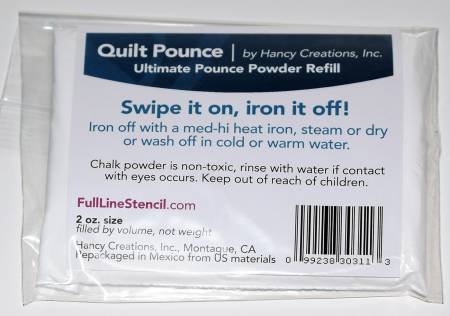 Quilt Pounce | by Hancy Creations, Inc.
Ultimate Pounce Powder Refill
Swipe it on, iron it off!
Iron off with a med-hi heat iron, steam or dry
or wash off in cold or warm water.
Chalk powder is non-toxic, rinse with water if contact
with eyes occurs. Keep out of reach of children.
FullLineStencil.com
2 oz. size
filled by volume, not weight
Hancy Creations, Inc., Montague, CA
Repackaged in Mexico from US materials
0 99238 30311 3